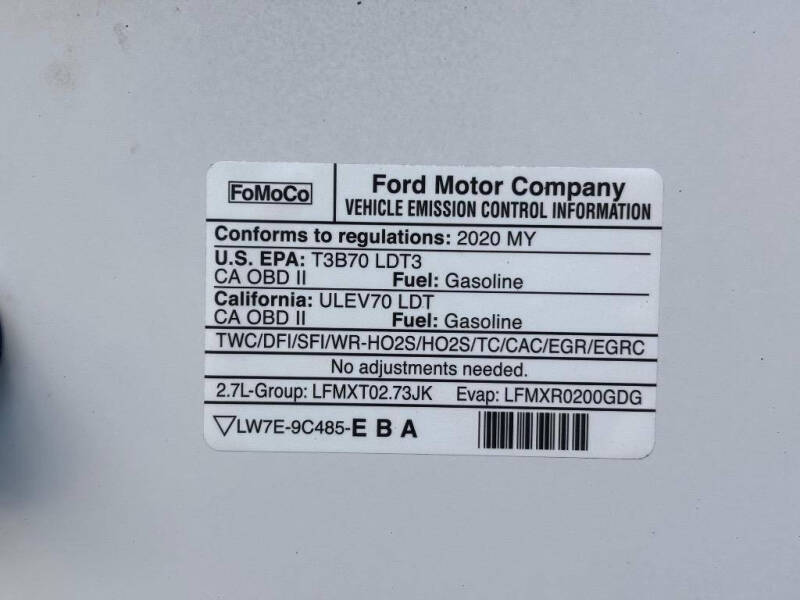 FoMoCo
Ford Motor Company
VEHICLE EMISSION CONTROL INFORMATION
Conforms to regulations: 2020 MY
U.S. EPA: T3B70 LDT3
CA OBD II Fuel: Gasoline
California: ULEV70 LDT
CA OBD II Fuel: Gasoline
TWC/DFI/SFI/WR-HO2S/HO2S/TC/CAC/EGR/EGRC
No adjustments needed.
2.7L-Group: LFMXT02.73JK Evap: LFMXR0200GDG
▽LW7E-9C485-E B A